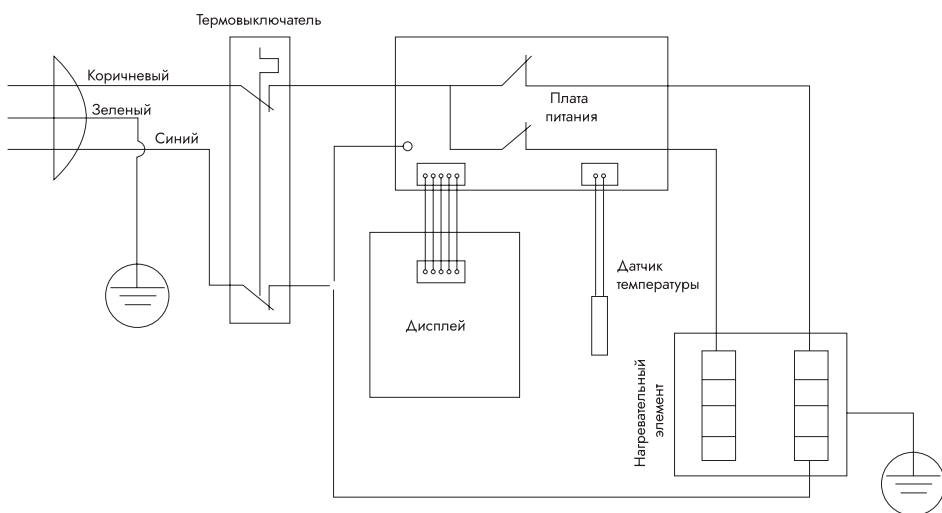 Термовыключатель
Коричневый
Зеленый
Синий
Плата
питания
Датчик
температуры
Дисплей
Нагревательный
элемент